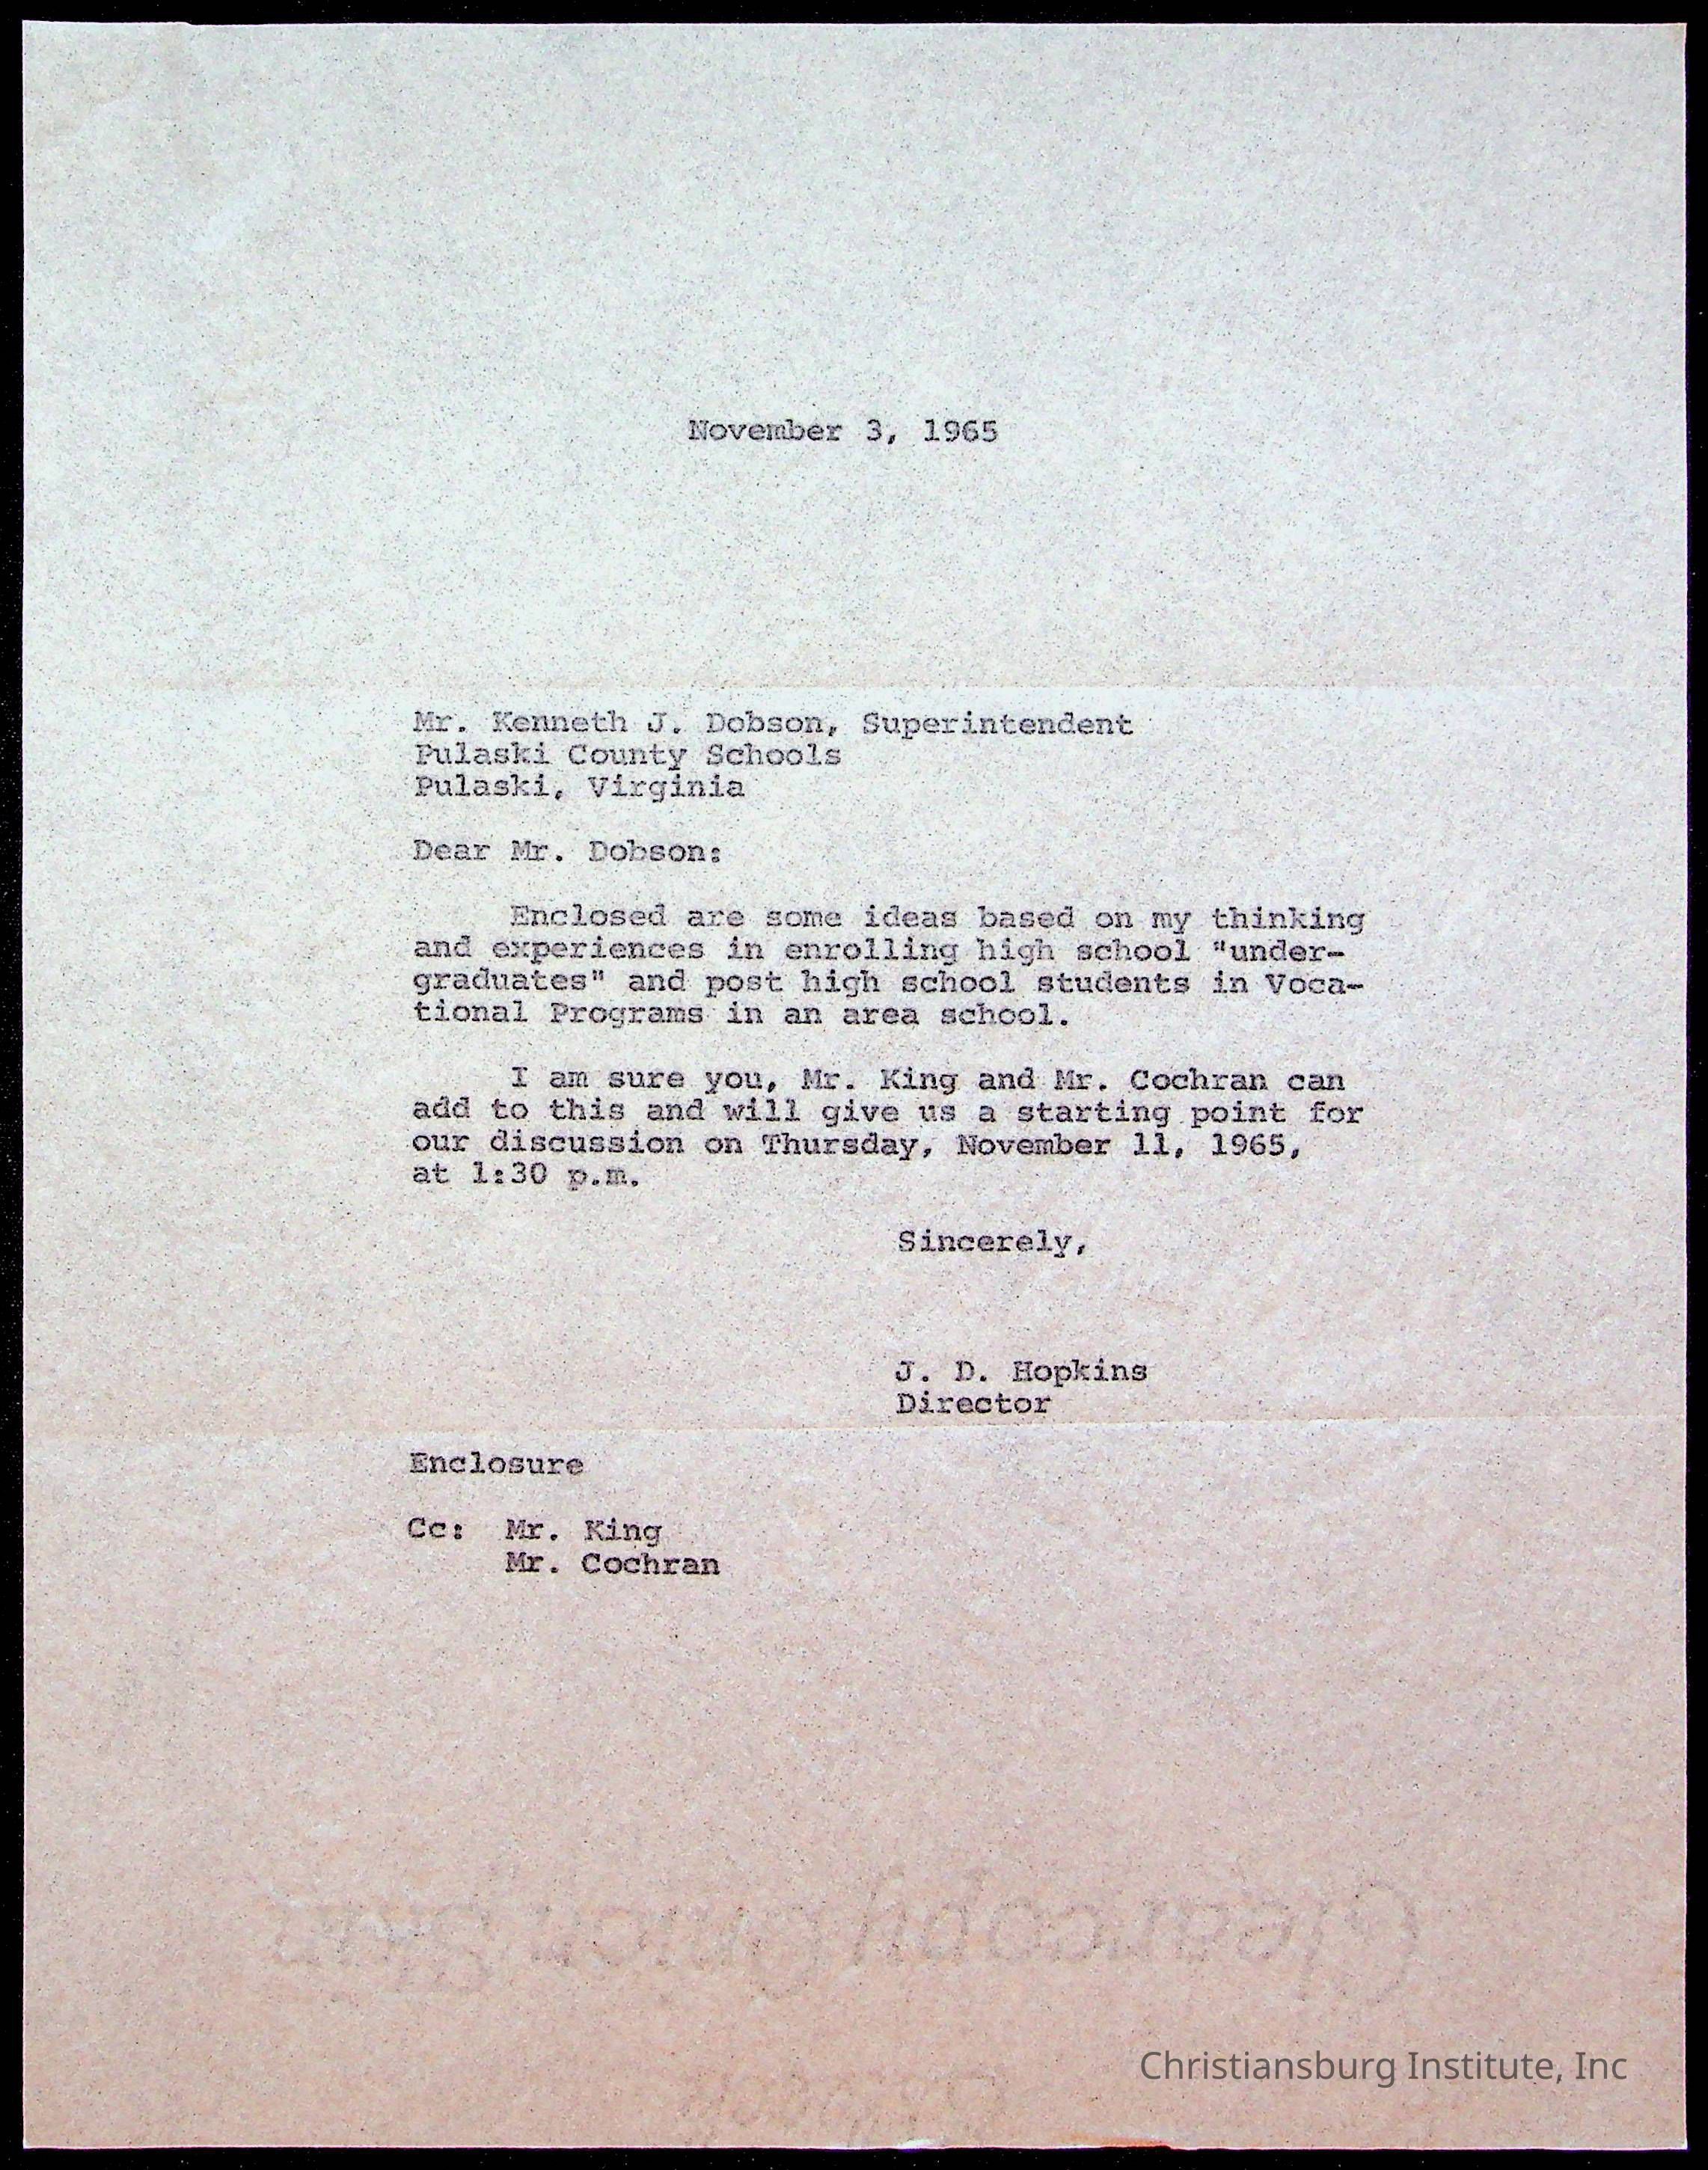 November 3, 1965
Mr. Kenneth J. Dobson, Superintendent
Pulaski County Schools
Pulaski, Virginia
Dear Mr. Dobson:
Enclosed are some ideas based on my thinking
and experiences in enrolling high school "under-
graduates" and post high school students in Voca-
tional Programs in an area school.
I am sure you, Mr. King and Mr. Cochran can
add to this and will give us a starting point for
our discussion on Thursday, November 11, 1965,
at 1:30 p.m.
Sincerely,
J. D. Hopkins
Director
Enclosure
Cc: Mr. King
Mr. Cochran
Christiansburg Institute, Inc